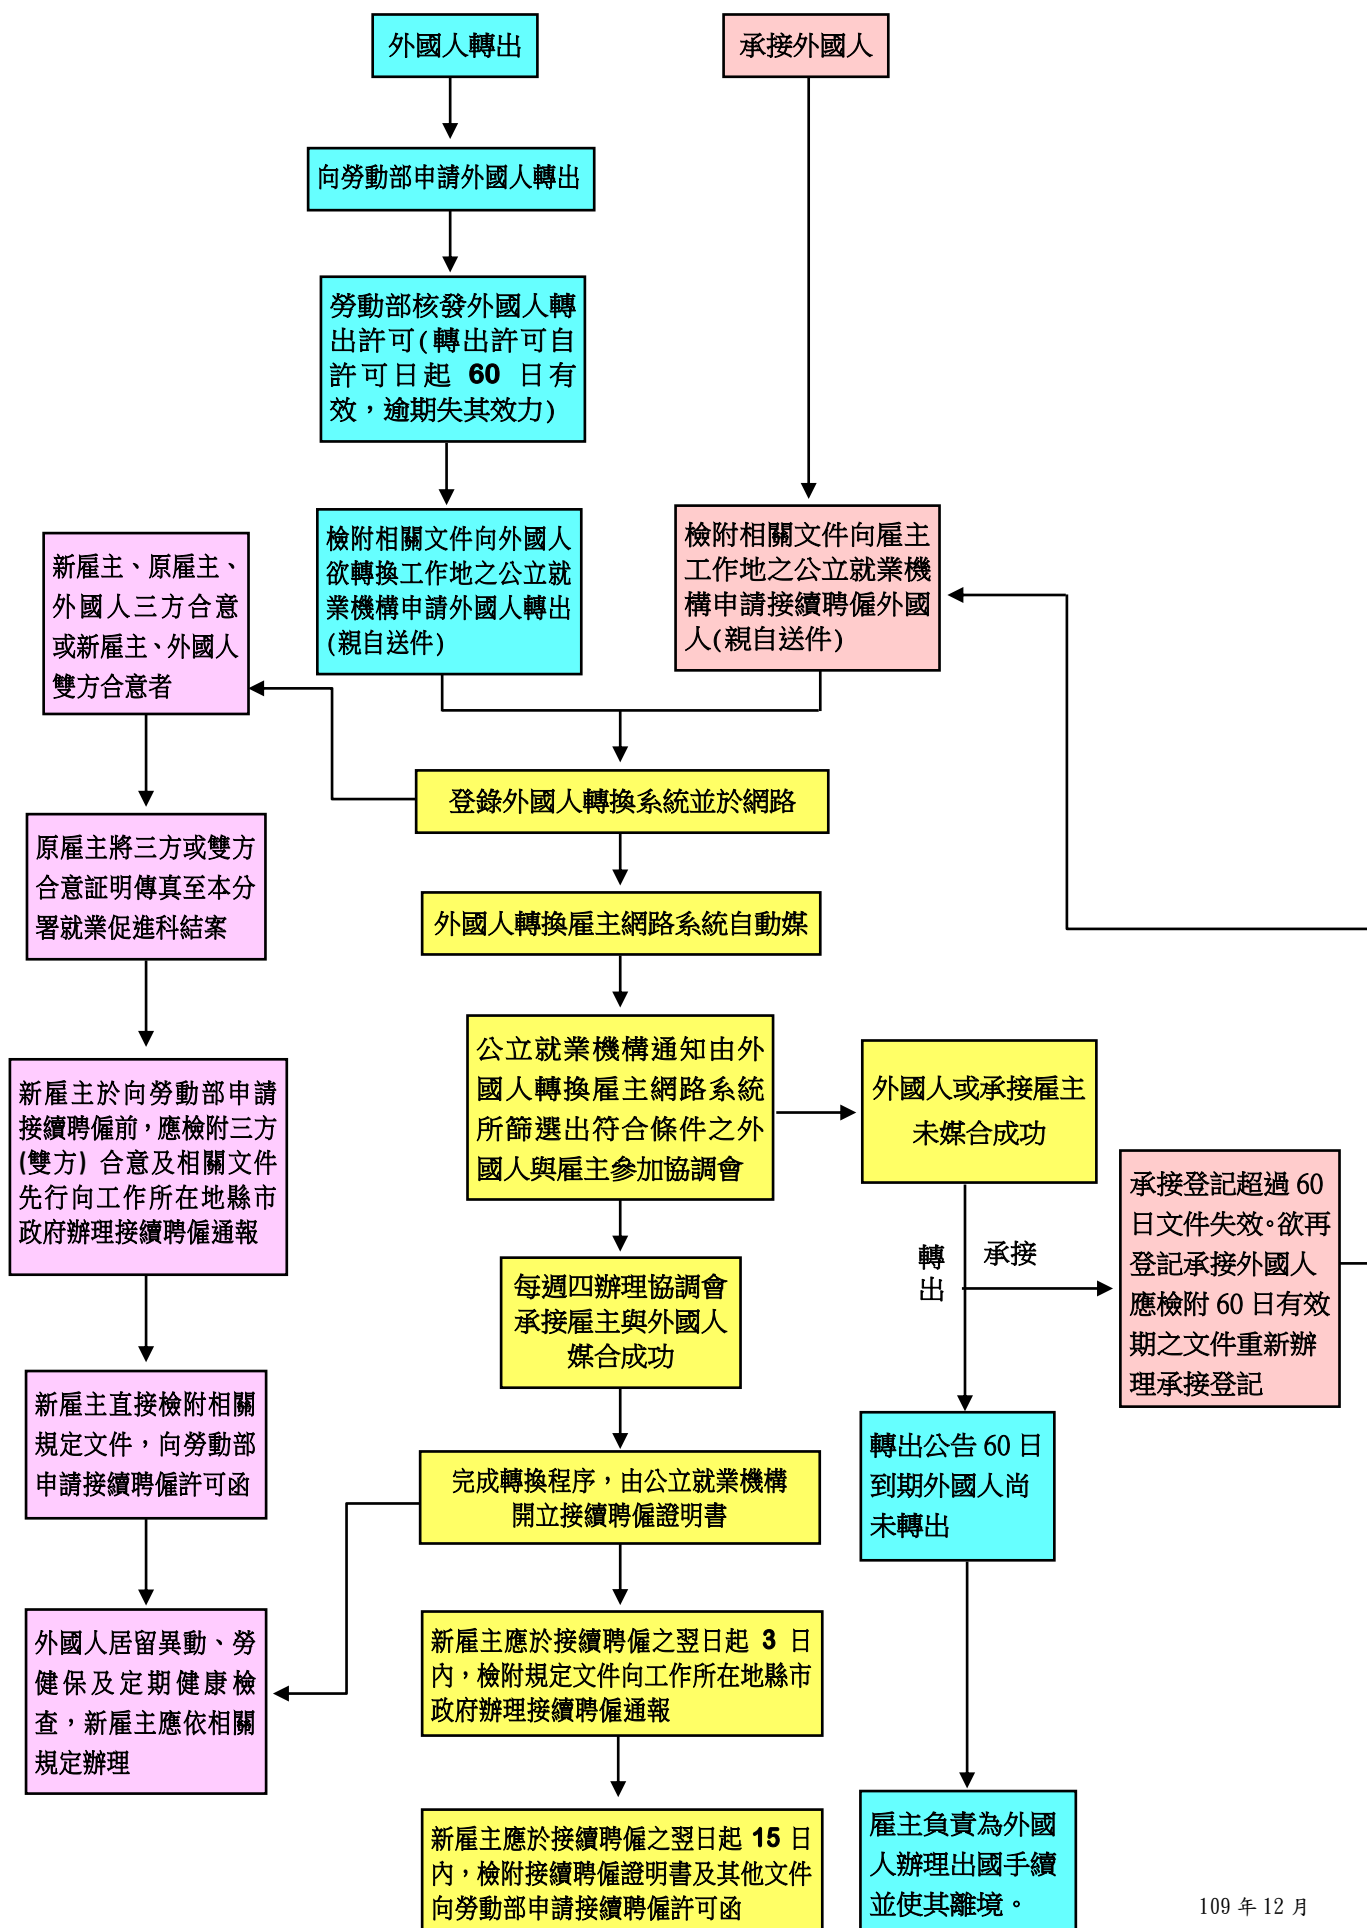 外國人轉出
承接外國人
向勞動部申請外國人轉出
勞動部核發外國人轉
出許可(轉出許可自
許可日起 60 日有
效，逾期失其效力)
檢附相關文件向外國人
欲轉換工作地之公立就
業機構申請外國人轉出
(親自送件)
檢附相關文件向雇主
工作地之公立就業機
構申請接續聘僱外國
人(親自送件)
新雇主、原雇主、
外國人三方合意
或新雇主、外國人
雙方合意者
登錄外國人轉換系統並於網路
原雇主將三方或雙方
合意証明傳真至本分
署就業促進科結案
外國人轉換雇主網路系統自動媒
公立就業機構通知由外
國人轉換雇主網路系統
所篩選出符合條件之外
國人與雇主參加協調會
外國人或承接雇主
未媒合成功
新雇主於向勞動部申請
接續聘僱前，應檢附三方
(雙方) 合意及相關文件
先行向工作所在地縣市
政府辦理接續聘僱通報
承接登記超過 60
日文件失效。欲再
登記承接外國人
應檢附 60 日有效
期之文件重新辦
理承接登記
轉
出
承接
每週四辦理協調會
承接雇主與外國人
媒合成功
新雇主直接檢附相關
規定文件，向勞動部
申請接續聘僱許可函
轉出公告 60 日
到期外國人尚
未轉出
完成轉換程序，由公立就業機構
開立接續聘僱證明書
外國人居留異動、勞
健保及定期健康檢
查，新雇主應依相關
規定辦理
新雇主應於接續聘僱之翌日起 3 日
內，檢附規定文件向工作所在地縣市
政府辦理接續聘僱通報
新雇主應於接續聘僱之翌日起 15 日
內，檢附接續聘僱證明書及其他文件
向勞動部申請接續聘僱許可函
雇主負責為外國
人辦理出國手續
並使其離境。
109 年 12 月